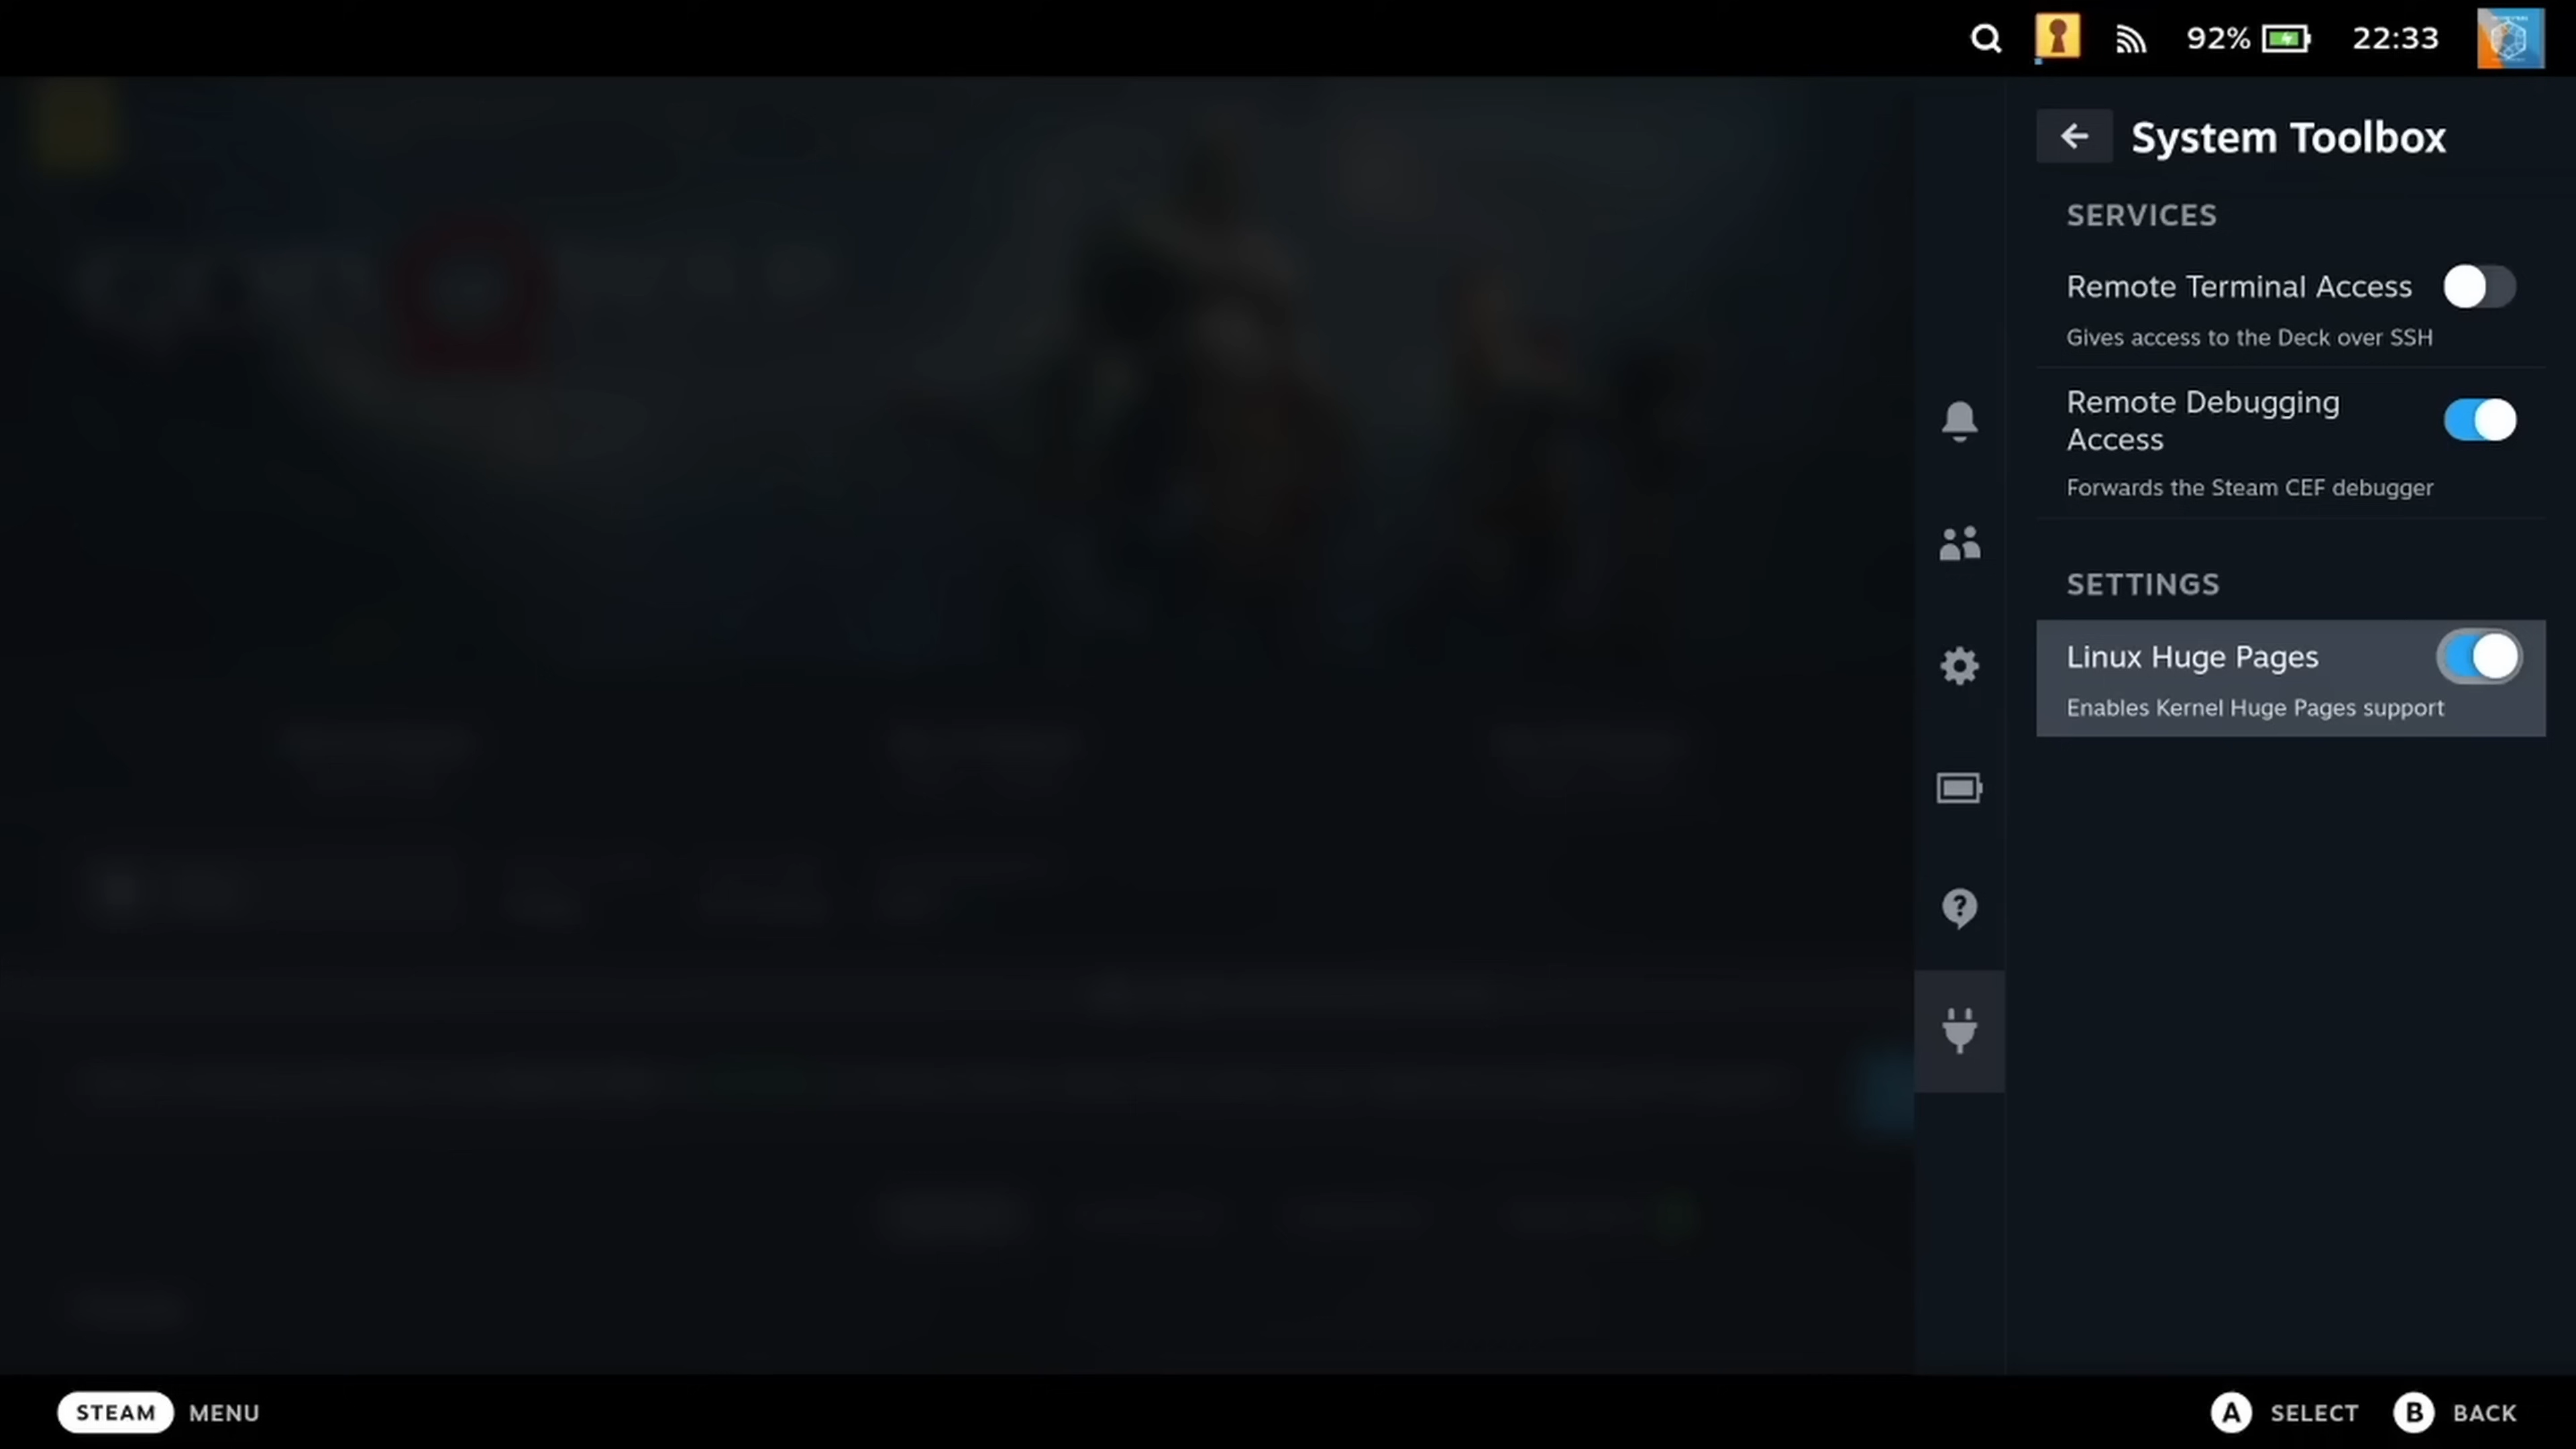 92%
22:33
System Toolbox
SERVICES
Remote Terminal Access
Gives access to the Deck over SSH
Remote Debugging
Access
Forwards the Steam CEF debugger
SETTINGS
Linux Huge Pages
Enables Kernel Huge Pages support
STEAM MENU
A SELECT B BACK